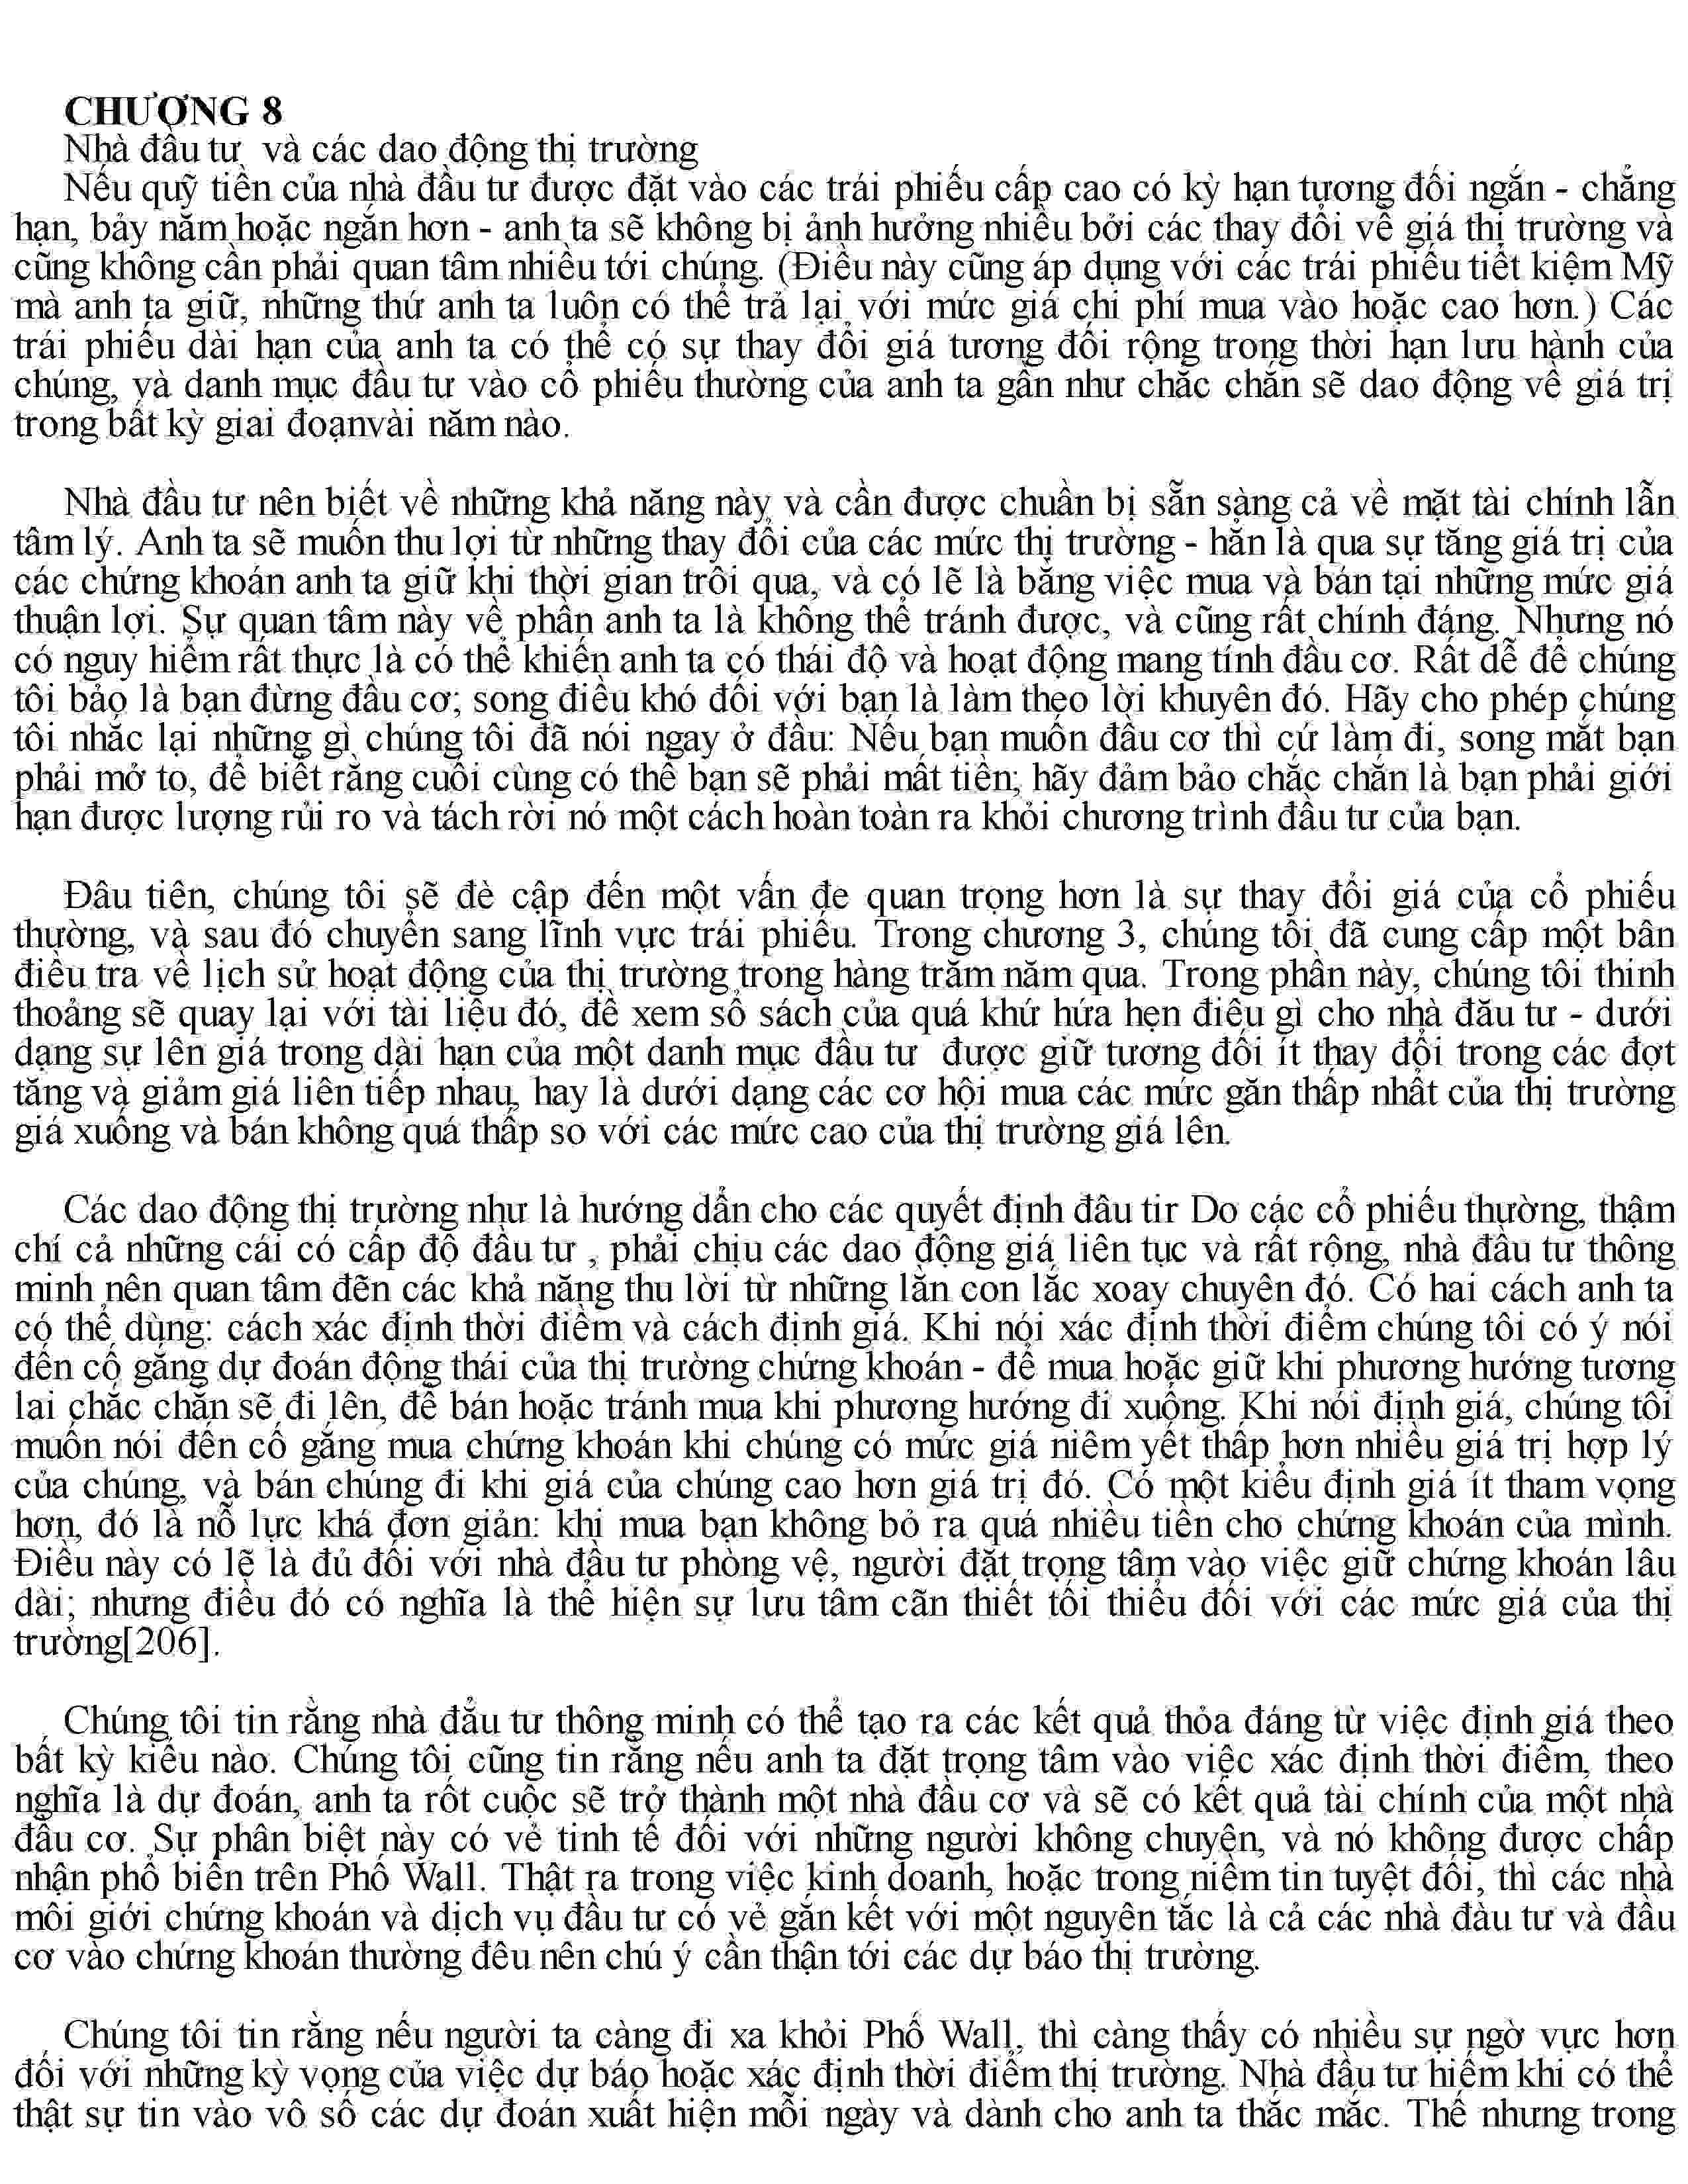 CHƯƠNG 8
Nhà đầu tư và các dao động thị trường
Nếu quỹ tiền của nhà đầu tư được đặt vào các trái phiếu cấp cao có kỳ hạn tương đối ngắn - chẳng
hạn, bảy năm hoặc ngắn hơn - anh ta sẽ không bị ảnh hưởng nhiều bởi các thay đổi về giá thị trường và
cũng không cần phải quan tâm nhiều tới chúng. (Điều này cũng áp dụng với các trái phiếu tiết kiệm Mỹ
mà anh ta giữ, những thứ anh ta luôn có thể trả lại với mức giá chi phí mua vào hoặc cao hơn.) Các
trái phiếu dài hạn của anh ta có thể có sự thay đổi giá tương đối rộng trong thời hạn lưu hành của
chúng, và danh mục đầu tư vào cổ phiếu thường của anh ta gần như chắc chắn sẽ dao động về giá trị
trong bất kỳ giai đoạnvài năm nào.
Nhà đầu tư nên biết về những khả năng này và cần được chuẩn bị sẵn sàng cả về mặt tài chính lẫn
tâm lý. Anh ta sẽ muốn thu lợi từ những thay đổi của các mức thị trường - hẳn là qua sự tăng giá trị của
các chứng khoán anh ta giữ khi thời gian trôi qua, và có lẽ là bằng việc mua và bán tại những mức giá
thuận lợi. Sự quan tâm này về phần anh ta là không thể tránh được, và cũng rất chính đáng. Nhưng nó
có nguy hiểm rất thực là có thể khiến anh ta có thái độ và hoạt động mang tính đầu cơ. Rất dễ để chúng
tôi bảo là bạn đừng đầu cơ; song điều khó đối với bạn là làm theo lời khuyên đó. Hãy cho phép chúng
tôi nhắc lại những gì chúng tôi đã nói ngay ở đầu: Nếu bạn muốn đầu cơ thì cứ làm đi, song mắt bạn
phải mở to, để biết rằng cuối cùng có thể bạn sẽ phải mất tiền; hãy đảm bảo chắc chắn là bạn phải giới
hạn được lượng rủi ro và tách rời nó một cách hoàn toàn ra khỏi chương trình đầu tư của bạn.
Đâu tiên, chúng tôi sẽ đè cập đến một vấn đe quan trọng hơn là sự thay đổi giá của cổ phiếu
thường, và sau đó chuyển sang lĩnh vực trái phiếu. Trong chương 3, chúng tôi đã cung cấp một bân
điều tra về lịch sử hoạt động của thị trường trong hàng trăm năm qua. Trong phần này, chúng tôi thinh
thoảng sẽ quay lại với tài liệu đó, để xem sổ sách của quá khứ hứa hẹn điều gì cho nhà đău tư - dưới
dạng sự lên giá trong dài hạn của một danh mục đầu tư được giữ tương đối ít thay đổi trong các đợt
tăng và giảm giá liên tiếp nhau, hay là dưới dạng các cơ hội mua các mức găn thấp nhất của thị trường
giá xuống và bán không quá thấp so với các mức cao của thị trường giá lên.
Các dao động thị trường như là hướng dẩn cho các quyết định đâu tir Do các cổ phiếu thường, thậm
chí cả những cái có cấp độ đầu tư , phải chịu các dao động giá liên tục và rất rộng, nhà đầu tư thông
minh nên quan tâm đẽn các khả năng thu lời từ những lần con lắc xoay chuyên đó. Có hai cách anh ta
có thể dùng: cách xác định thời điềm và cách định giá. Khi nói xác định thời điểm chúng tôi có ý nói
đến cố gắng dự đoán động thái của thị trường chứng khoán - để mua hoặc giữ khi phương hướng tương
lai chắc chắn sẽ đi lên, để bán hoặc tránh mua khi phương hướng đi xuống. Khi nói định giá, chúng tôi
muốn nói đến cố gắng mua chứng khoán khi chúng có mức giá niêm yết thấp hơn nhiều giá trị hợp lý
của chúng, và bán chúng đi khi giá của chúng cao hơn giá trị đó. Có một kiểu định giá ít tham vọng
hơn, đó là nỗ lực khá đơn giản: khi mua bạn không bỏ ra quá nhiều tiền cho chứng khoán của mình.
Điều này có lẽ là đủ đối với nhà đầu tư phòng vệ, người đặt trọng tâm vào việc giữ chứng khoán lâu
dài; nhưng điều đó có nghĩa là thể hiện sự lưu tâm cãn thiết tối thiểu đối với các mức giá của thị
trường[206].
Chúng tôi tin rằng nhà đẩu tư thông minh có thể tạo ra các kết quả thỏa đáng từ việc định giá theo
bất kỳ kiểu nào. Chúng tôi cũng tin rằng nếu anh ta đặt trọng tâm vào việc xác định thời điểm, theo
nghĩa là dự đoán, anh ta rốt cuộc sẽ trở thành một nhà đầu cơ và sẽ có kết quả tài chính của một nhà
đầu cơ. Sự phân biệt này có vẻ tinh tế đối với những người không chuyên, và nó không được chấp
nhận phổ biến trên Phố Wall. Thật ra trong việc kinh doanh, hoặc trong niềm tin tuyệt đối, thì các nhà
môi giới chứng khoán và dịch vụ đầu tư có vẻ gắn kết với một nguyên tắc là cả các nhà đàu tư và đầu
cơ vào chứng khoán thường đêu nên chú ý cần thận tới các dự báo thị trường.
Chúng tôi tin rằng nếu người ta càng đi xa khỏi Phố Wall, thì càng thấy có nhiều sự ngờ vực hơn
đối với những kỳ vọng của việc dự báo hoặc xác định thời điểm thị trường. Nhà đầu tư hiếm khi có thể
thật sự tin vào vô số các dự đoán xuất hiện mỗi ngày và dành cho anh ta thắc mắc. Thế nhưng trong